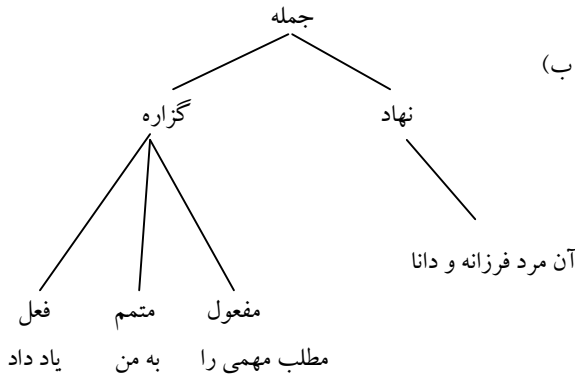 جمله
ب)
نهاد
گزاره
آن مرد فرزانه و دانا
مفعول
متمم
فعل
مطلب مهمی را
به من
یاد داد